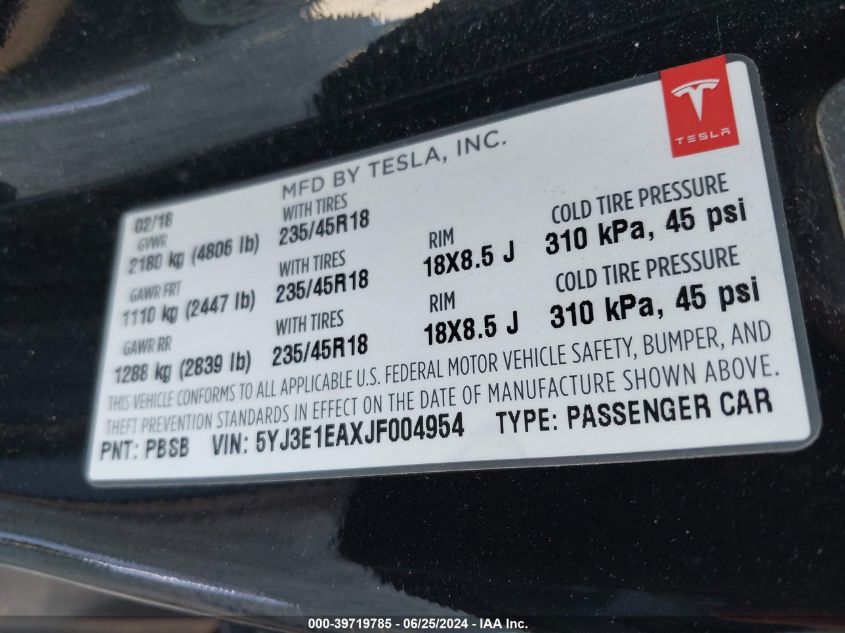 TESLA
MFD BY TESLA, INC.
02/18
GVWR
2180 kg (4806 lb)
WITH TIRES
235/45R18
RIM
18X8.5 J
COLD TIRE PRESSURE
310 kPa, 45 psi
GAWR FRT
1110 kg (2447 lb)
WITH TIRES
235/45R18
RIM
18X8.5 J
COLD TIRE PRESSURE
310 kPa, 45 psi
GAWR RR
1288 kg (2839 lb)
WITH TIRES
235/45R18
THIS VEHICLE CONFORMS TO ALL APPLICABLE U.S. FEDERAL MOTOR VEHICLE SAFETY, BUMPER, AND
THEFT PREVENTION STANDARDS IN EFFECT ON THE DATE OF MANUFACTURE SHOWN ABOVE.
PNT: PBSB VIN: 5YJ3E1EAXJF004954 TYPE: PASSENGER CAR
000-39719785 - 06/25/2024 - IAA Inc.